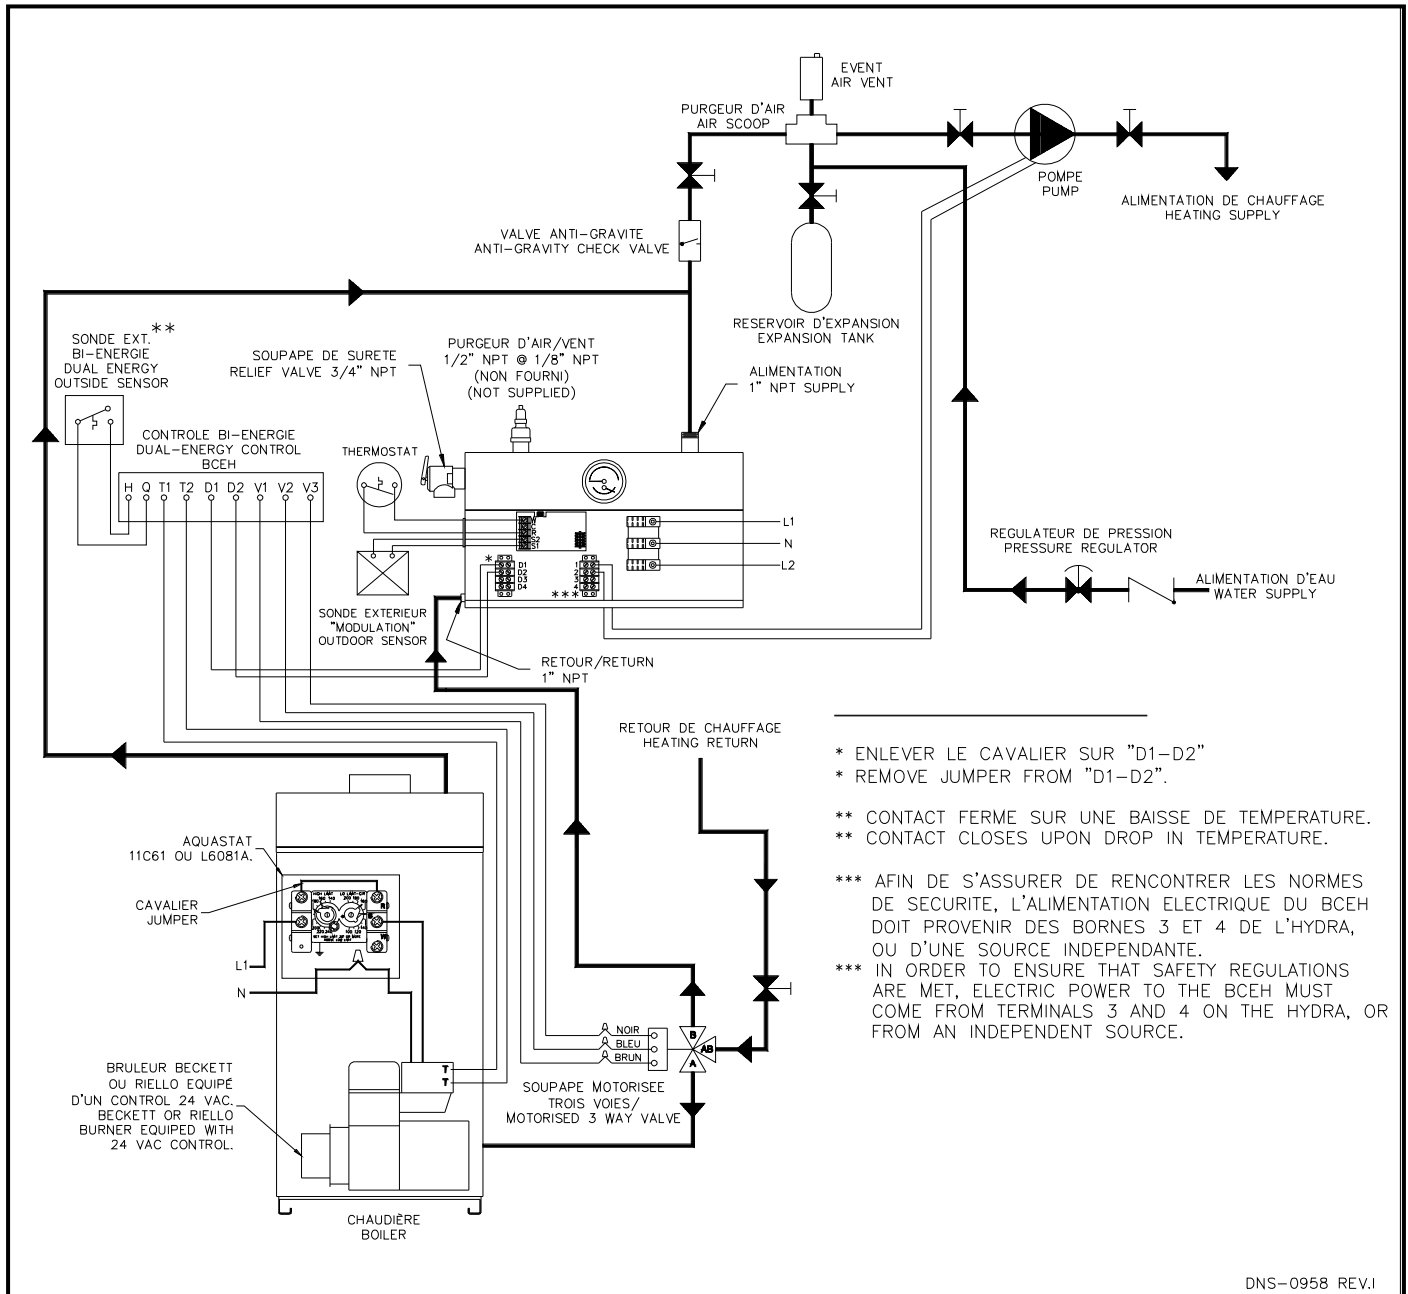 EVENT
AIR VENT
PURGEUR D'AIR
AIR SCOOP
POMPE
PUMP
ALIMENTATION DE CHAUFFAGE
HEATING SUPPLY
VALVE ANTI-GRAVITE
ANTI-GRAVITY CHECK VALVE
RESERVOIR D'EXPANSION
EXPANSION TANK
SONDE EXT. **
BI-ENERGIE
DUAL ENERGY
OUTSIDE SENSOR
SOUPAPE DE SURETE
RELIEF VALVE 3/4" NPT
PURGEUR D'AIR/VENT
1/2" NPT @ 1/8" NPT
(NON FOURNI)
(NOT SUPPLIED)
ALIMENTATION
1" NPT SUPPLY
CONTROLE BI-ENERGIE
DUAL-ENERGY CONTROL
BCEH
H Q T1 T2 D1 D2 V1 V2 V3
THERMOSTAT
R
S2
S1
L1
N
L2
*
D1
D2
D3
D4
1
2
3
4
***
SONDE EXTERIEUR
"MODULATION"
OUTDOOR SENSOR
RETOUR/RETURN
1" NPT
REGULATEUR DE PRESSION
PRESSURE REGULATOR
ALIMENTATION D'EAU
WATER SUPPLY
RETOUR DE CHAUFFAGE
HEATING RETURN
* ENLEVER LE CAVALIER SUR "D1-D2"
* REMOVE JUMPER FROM "D1-D2".
** CONTACT FERME SUR UNE BAISSE DE TEMPERATURE.
** CONTACT CLOSES UPON DROP IN TEMPERATURE.
*** AFIN DE S'ASSURER DE RENCONTRER LES NORMES
DE SECURITE, L'ALIMENTATION ELECTRIQUE DU BCEH
DOIT PROVENIR DES BORNES 3 ET 4 DE L'HYDRA,
OU D'UNE SOURCE INDEPENDANTE.
*** IN ORDER TO ENSURE THAT SAFETY REGULATIONS
ARE MET, ELECTRIC POWER TO THE BCEH MUST
COME FROM TERMINALS 3 AND 4 ON THE HYDRA, OR
FROM AN INDEPENDENT SOURCE.
AQUASTAT
11C61 OU L6081A.
CAVALIER
JUMPER
L1
N
NOIR
BLEU
BRUN
B
AB
A
SOUPAPE MOTORISEE
TROIS VOIES/
MOTORISED 3 WAY VALVE
T
T
BRULEUR BECKETT
OU RIELLO EQUIPÉ
D'UN CONTROL 24 VAC.
BECKETT OR RIELLO
BURNER EQUIPED WITH
24 VAC CONTROL.
CHAUDIÈRE
BOILER
DNS-0958 REV.I